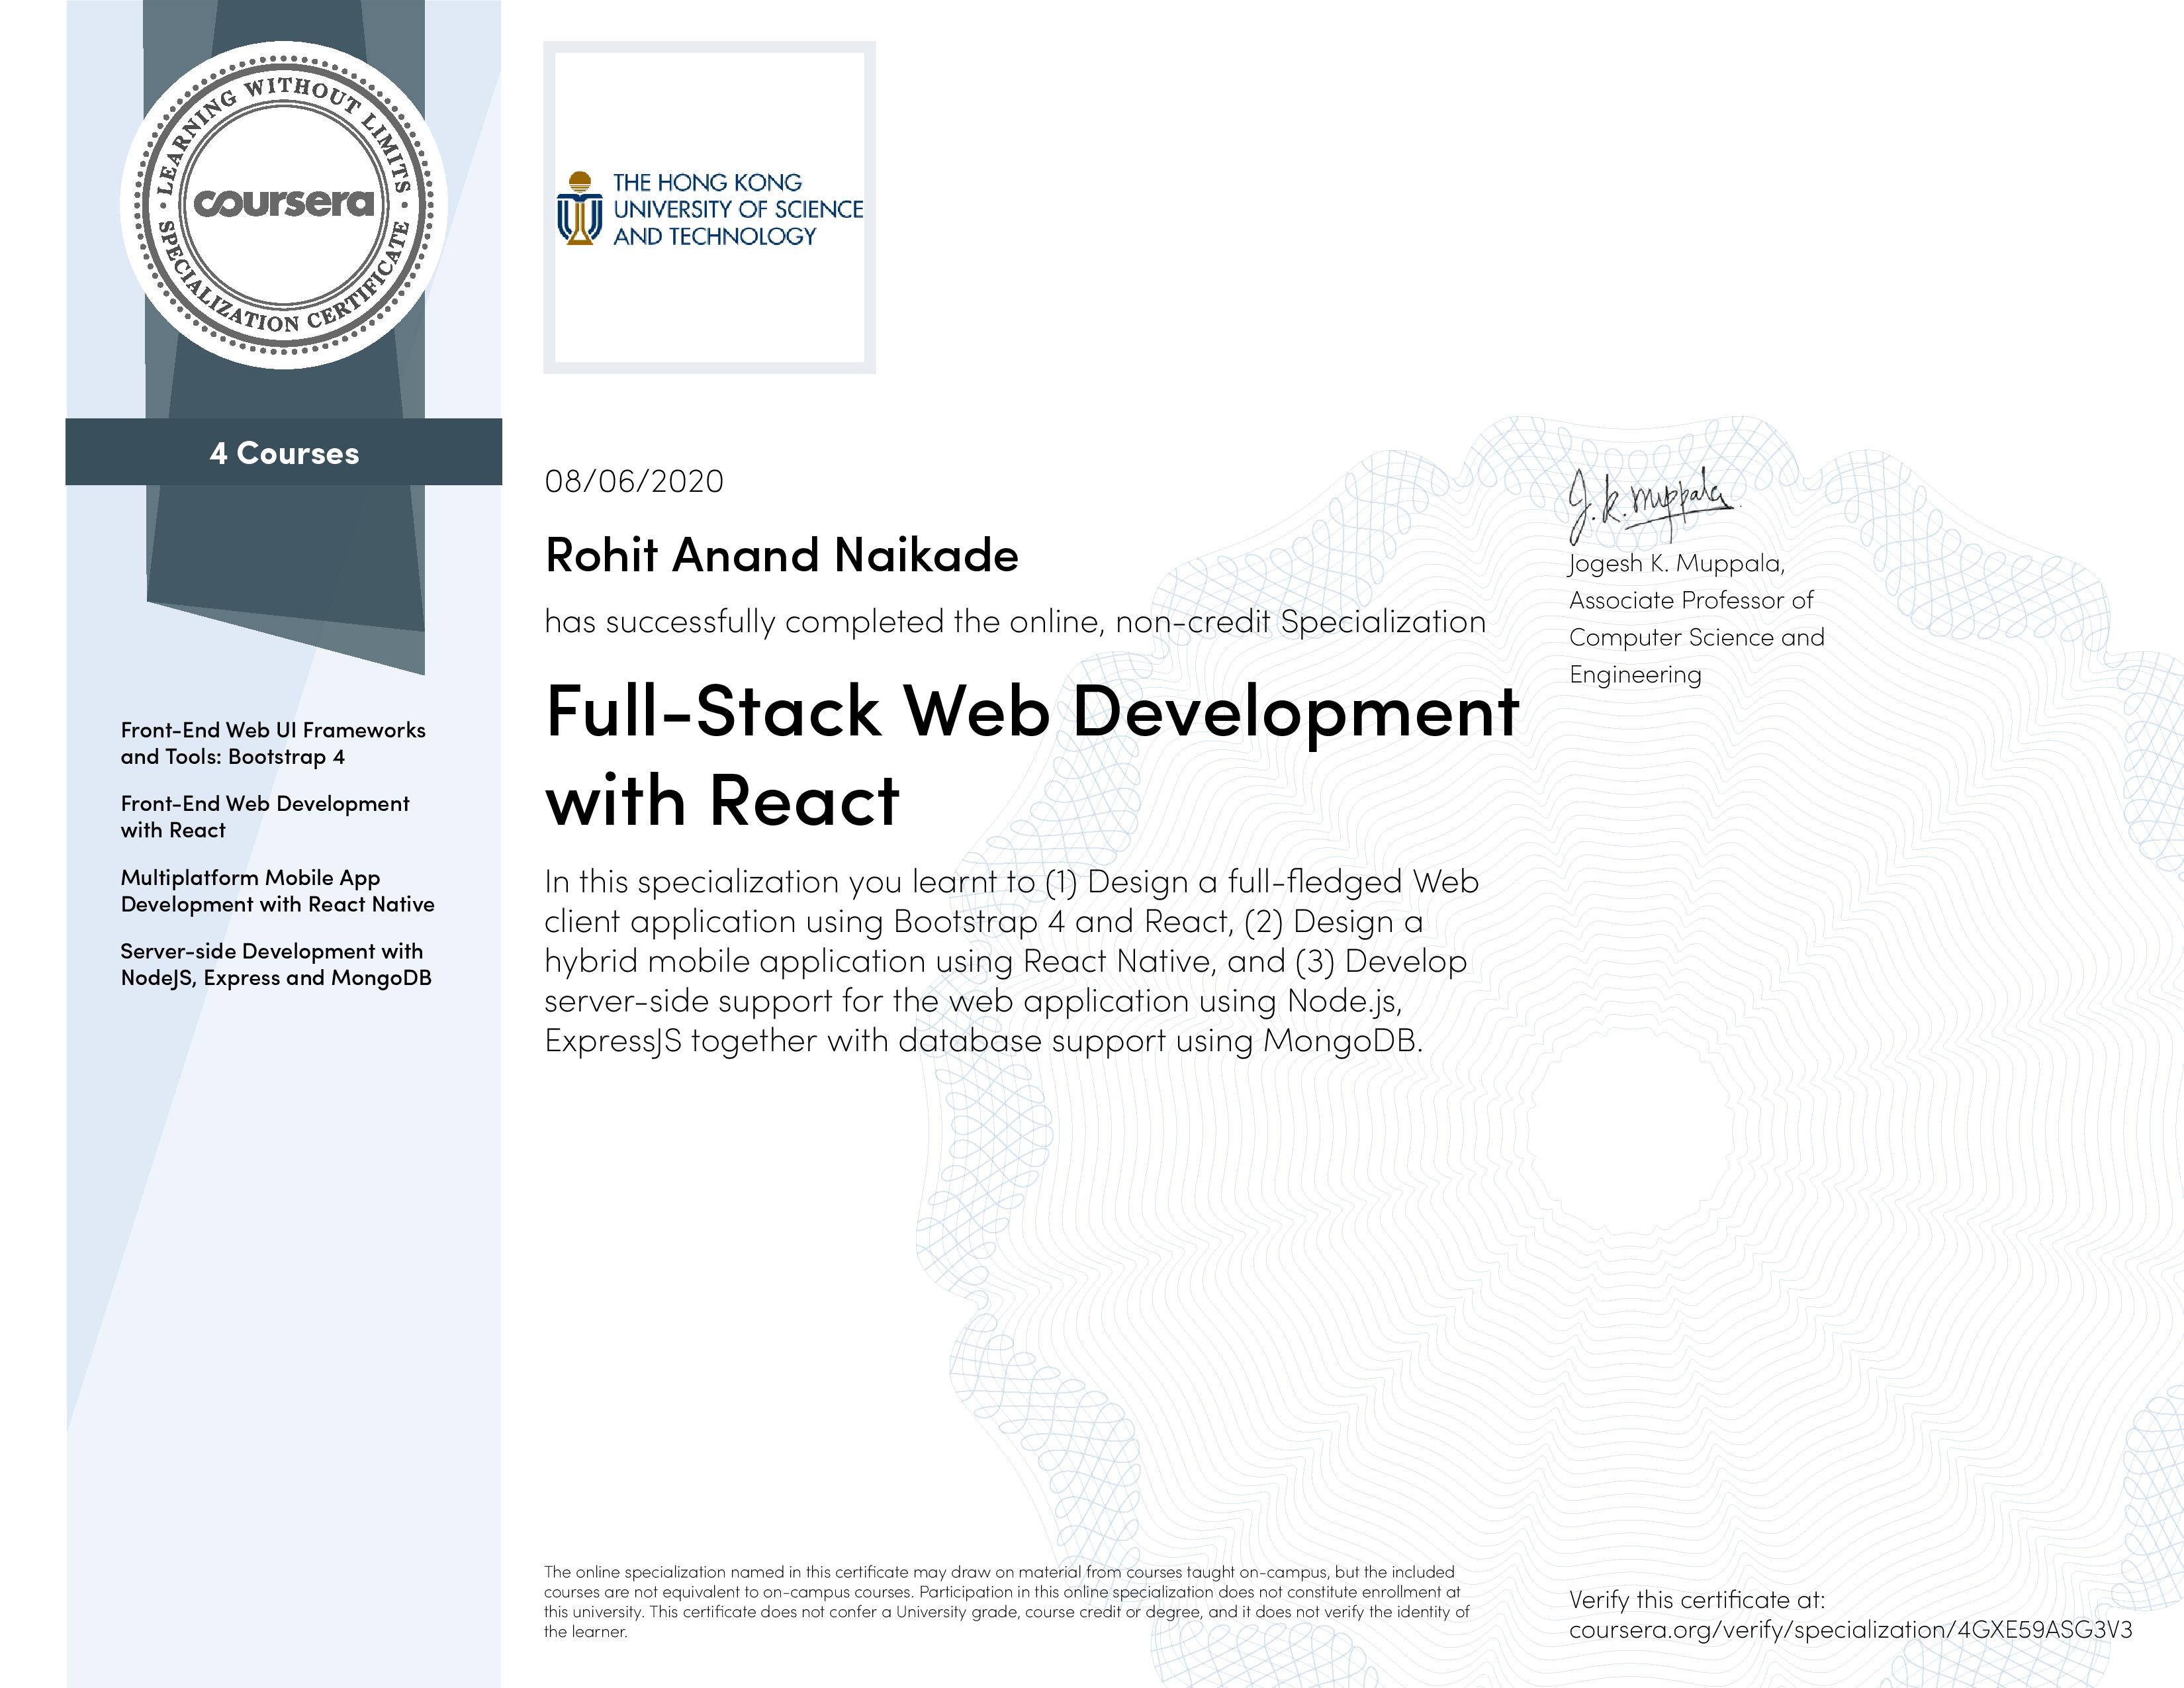 LEARNING WITHOUT LIMITS
coursera
SPECIALIZATION CERTIFICATE
4 Courses
Front-End Web UI Frameworks
and Tools: Bootstrap 4
Front-End Web Development
with React
Multiplatform Mobile App
Development with React Native
Server-side Development with
NodeJS, Express and MongoDB
THE HONG KONG
UNIVERSITY OF SCIENCE
AND TECHNOLOGY
08/06/2020
Rohit Anand Naikade
has successfully completed the online, non-credit Specialization
Full-Stack Web Development
with React
In this specialization you learnt to (1) Design a full-fledged Web
client application using Bootstrap 4 and React, (2) Design a
hybrid mobile application using React Native, and (3) Develop
server-side support for the web application using Node.js,
ExpressJS together with database support using MongoDB.
J.K. Muppala
Jogesh K. Muppala,
Associate Professor of
Computer Science and
Engineering
The online specialization named in this certificate may draw on material from courses taught on-campus, but the included
courses are not equivalent to on-campus courses. Participation in this online specialization does not constitute enrollment at
this university. This certificate does not confer a University grade, course credit or degree, and it does not verify the identity of
the learner.
Verify this certificate at:
coursera.org/verify/specialization/4GXE59ASG3V3